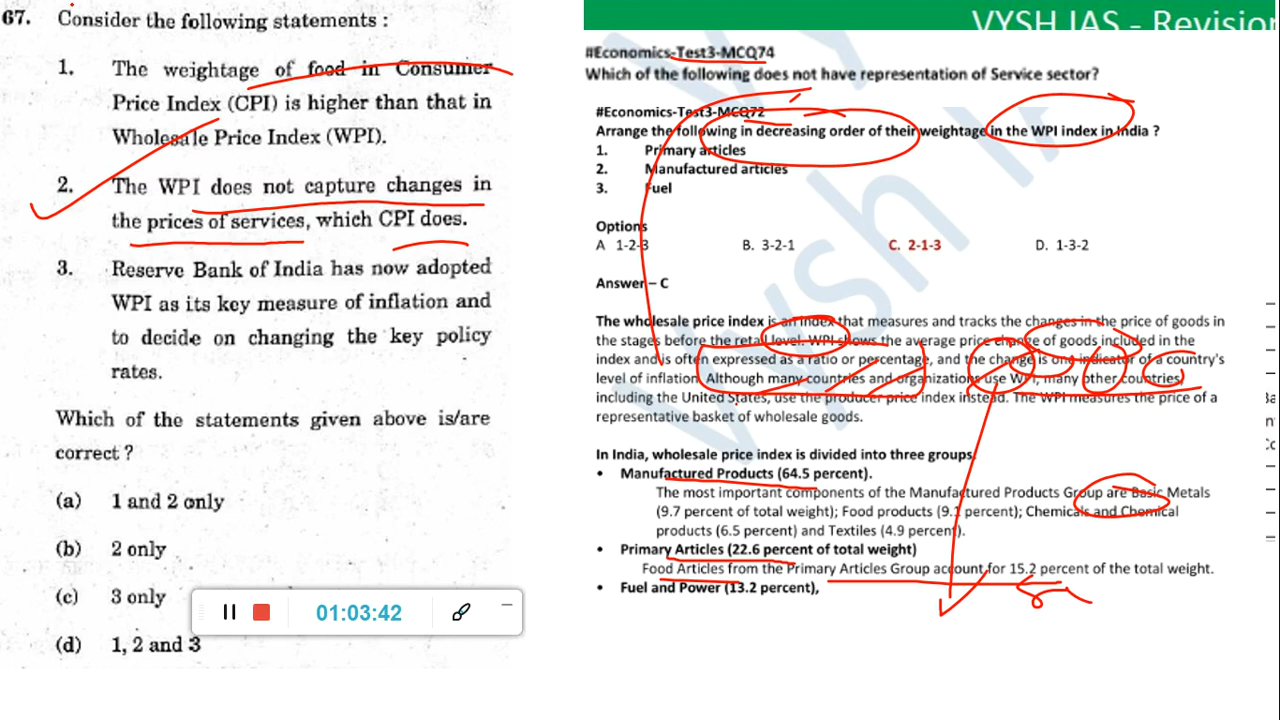 67. Consider the following statements :
1. The weightage of food in Consumer
Price Index (CPI) is higher than that in
Wholesale Price Index (WPI).
2. The WPI does not capture changes in
the prices of services, which CPI does.
3. Reserve Bank of India has now adopted
WPI as its key measure of inflation and
to decide on changing the key policy
rates.
Which of the statements given above is/are
correct ?
(a) 1 and 2 only
(b) 2 only
(c) 3 only
(d) 1, 2 and 3
01:03:42
VYSH IAS - Revision
#Economics-Test3-MCQ74
Which of the following does not have representation of Service sector?
#Economics-Test3-MCQ72
Arrange the following in decreasing order of their weightage in the WPI index in India ?
1. Primary articles
2. Manufactured articles
3. Fuel
Options
A 1-2-3 B. 3-2-1 C. 2-1-3 D. 1-3-2
Answer – C
The wholesale price index is an index that measures and tracks the changes in the price of goods in
the stages before the retail level. WPI shows the average price change of goods included in the
index and is often expressed as a ratio or percentage, and the change is one indicator of a country's
level of inflation. Although many countries and organizations use WPI, many other countries,
including the United States, use the producer price index instead. The WPI measures the price of a
representative basket of wholesale goods.
In India, wholesale price index is divided into three groups
• Manufactured Products (64.5 percent).
The most important components of the Manufactured Products Group are Basic Metals
(9.7 percent of total weight); Food products (9.1 percent); Chemicals and Chemical
products (6.5 percent) and Textiles (4.9 percent).
• Primary Articles (22.6 percent of total weight)
Food Articles from the Primary Articles Group account for 15.2 percent of the total weight.
• Fuel and Power (13.2 percent),